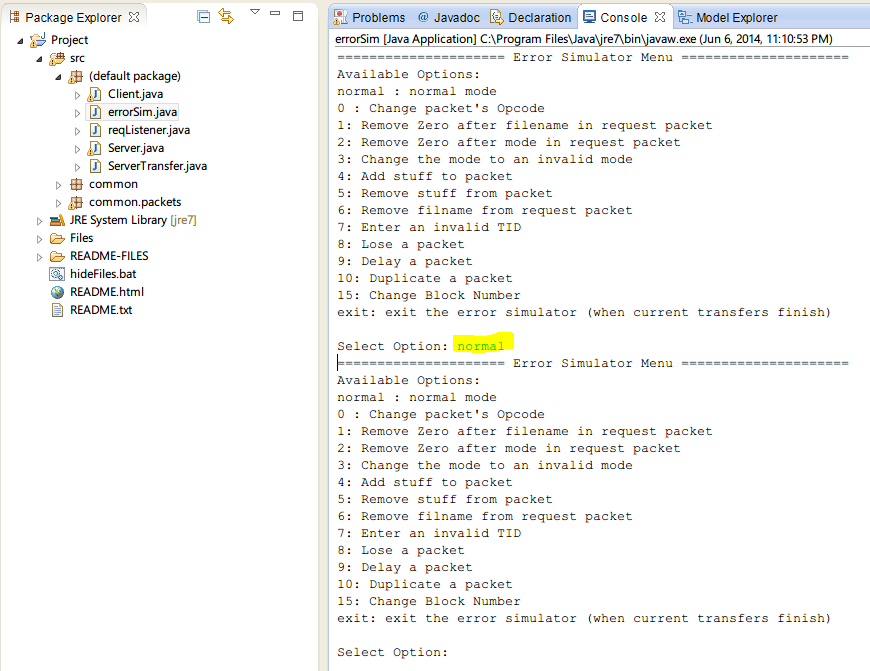 Package Explorer
Project
src
(default package)
Client.java
errorSim.java
reqListener.java
Server.java
ServerTransfer.java
common
common.packets
JRE System Library [jre7]
Files
README-FILES
hideFiles.bat
README.html
README.txt
Problems @ Javadoc Declaration Console Model Explorer
errorSim [Java Application] C:\Program Files\Java\jre7\bin\javaw.exe (Jun 6, 2014, 11:10:53 PM)
===================== Error Simulator Menu =====================
Available Options:
normal : normal mode
0 : Change packet's Opcode
1: Remove Zero after filename in request packet
2: Remove Zero after mode in request packet
3: Change the mode to an invalid mode
4: Add stuff to packet
5: Remove stuff from packet
6: Remove filname from request packet
7: Enter an invalid TID
8: Lose a packet
9: Delay a packet
10: Duplicate a packet
15: Change Block Number
exit: exit the error simulator (when current transfers finish)
Select Option: normal
===================== Error Simulator Menu =====================
Available Options:
normal : normal mode
0 : Change packet's Opcode
1: Remove Zero after filename in request packet
2: Remove Zero after mode in request packet
3: Change the mode to an invalid mode
4: Add stuff to packet
5: Remove stuff from packet
6: Remove filname from request packet
7: Enter an invalid TID
8: Lose a packet
9: Delay a packet
10: Duplicate a packet
15: Change Block Number
exit: exit the error simulator (when current transfers finish)
Select Option: